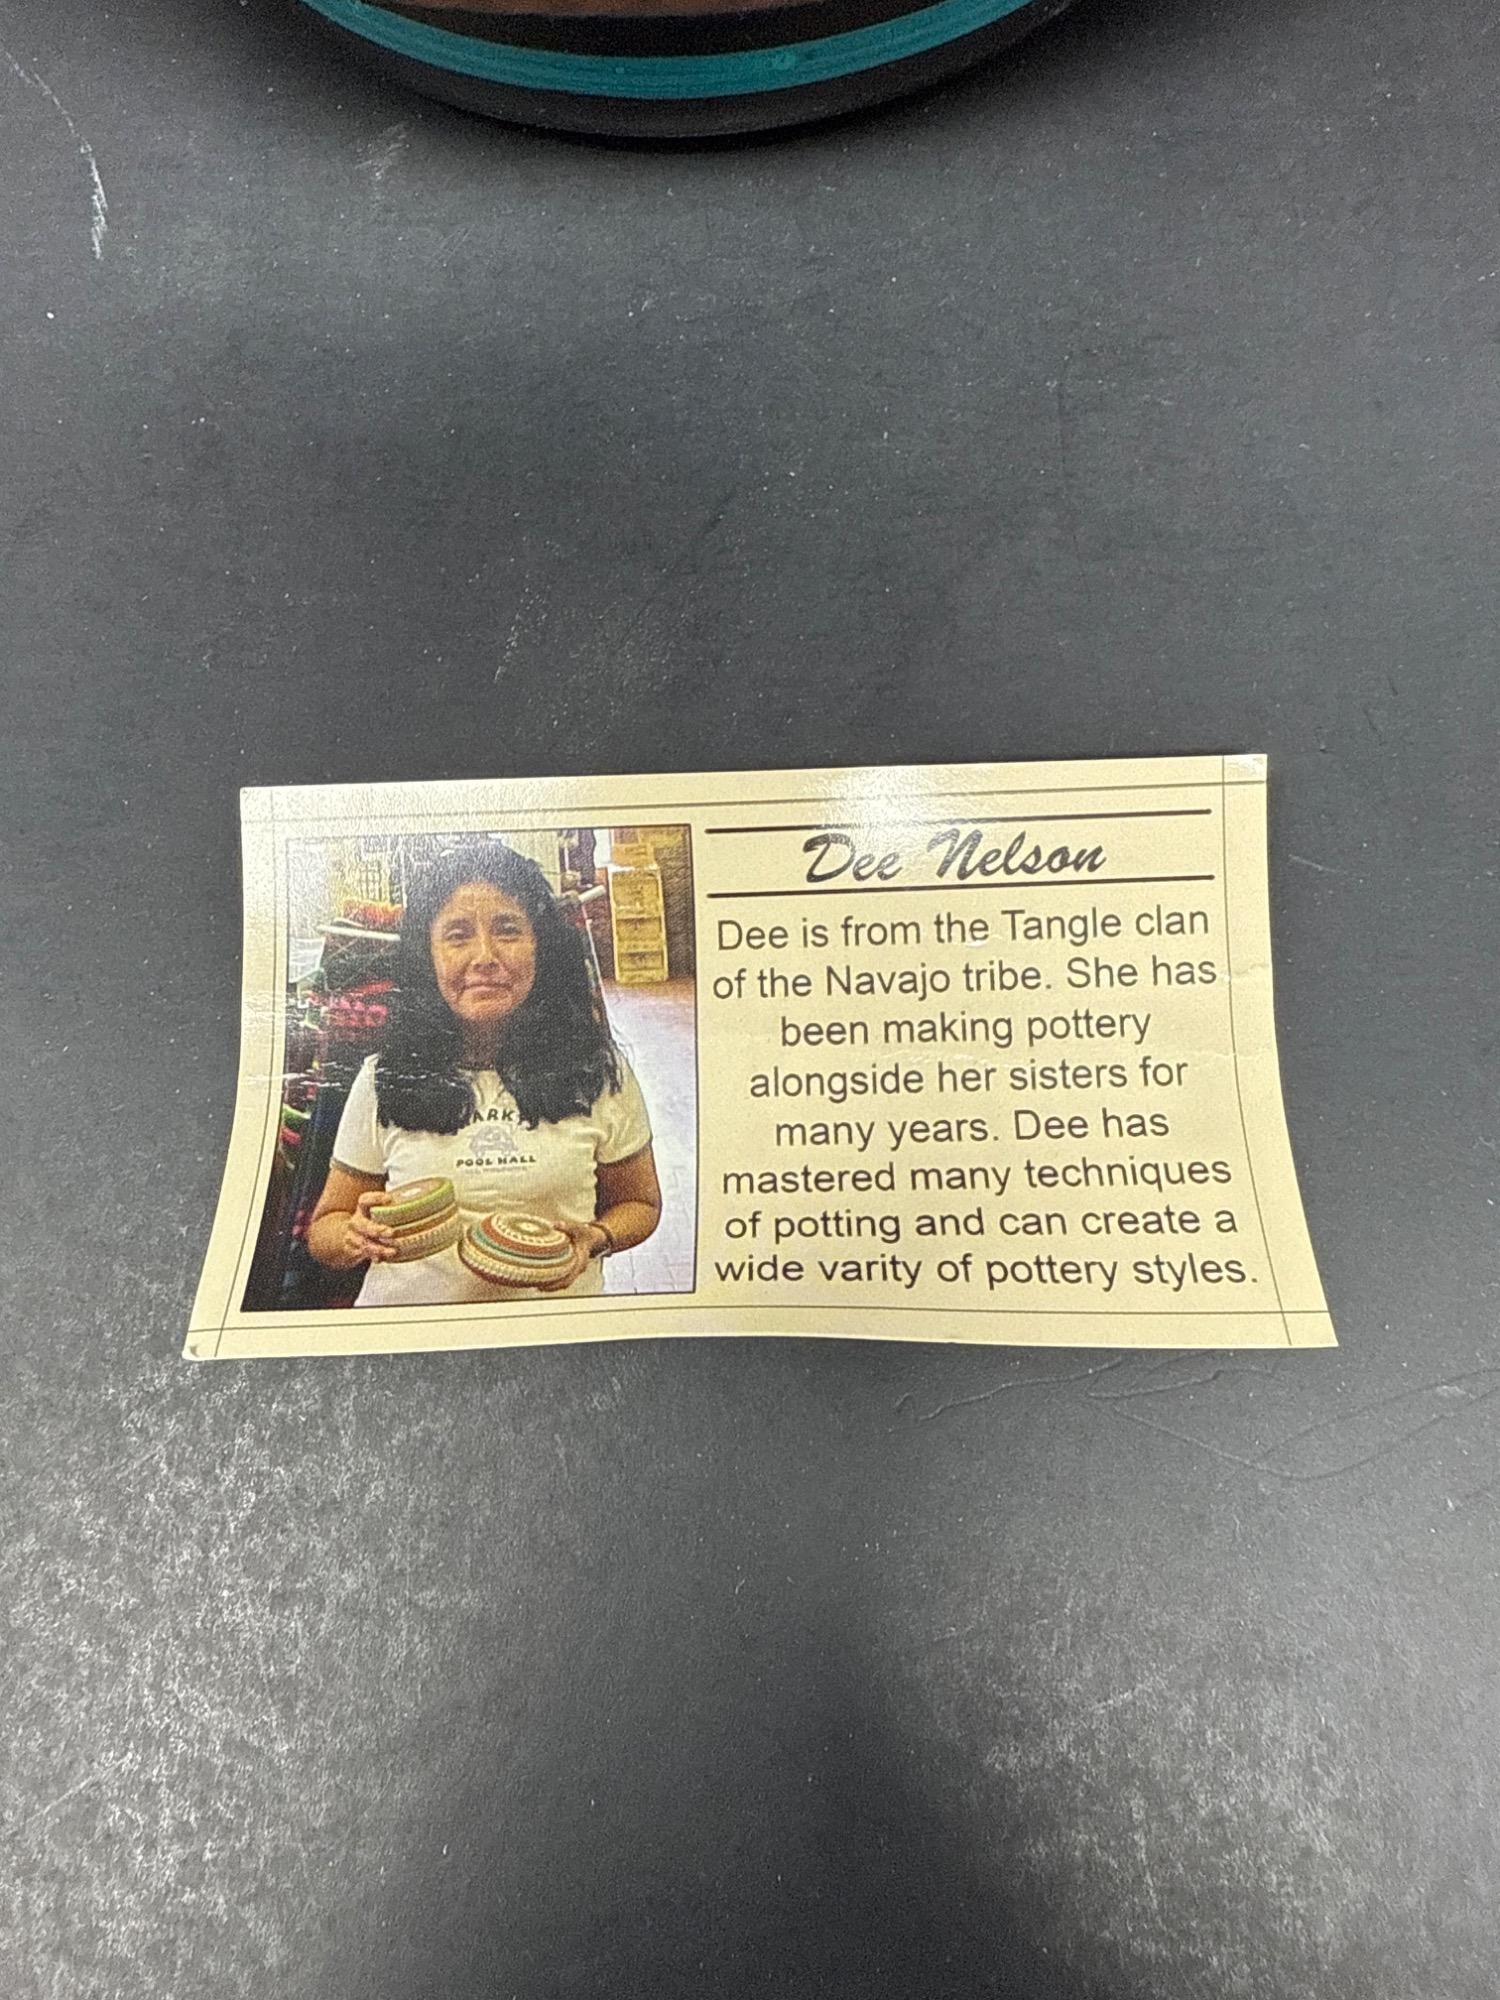 Dee Nelson
Dee is from the Tangle clan
of the Navajo tribe. She has
been making pottery
alongside her sisters for
many years. Dee has
mastered many techniques
of potting and can create a
wide varity of pottery styles.
POOL HALL